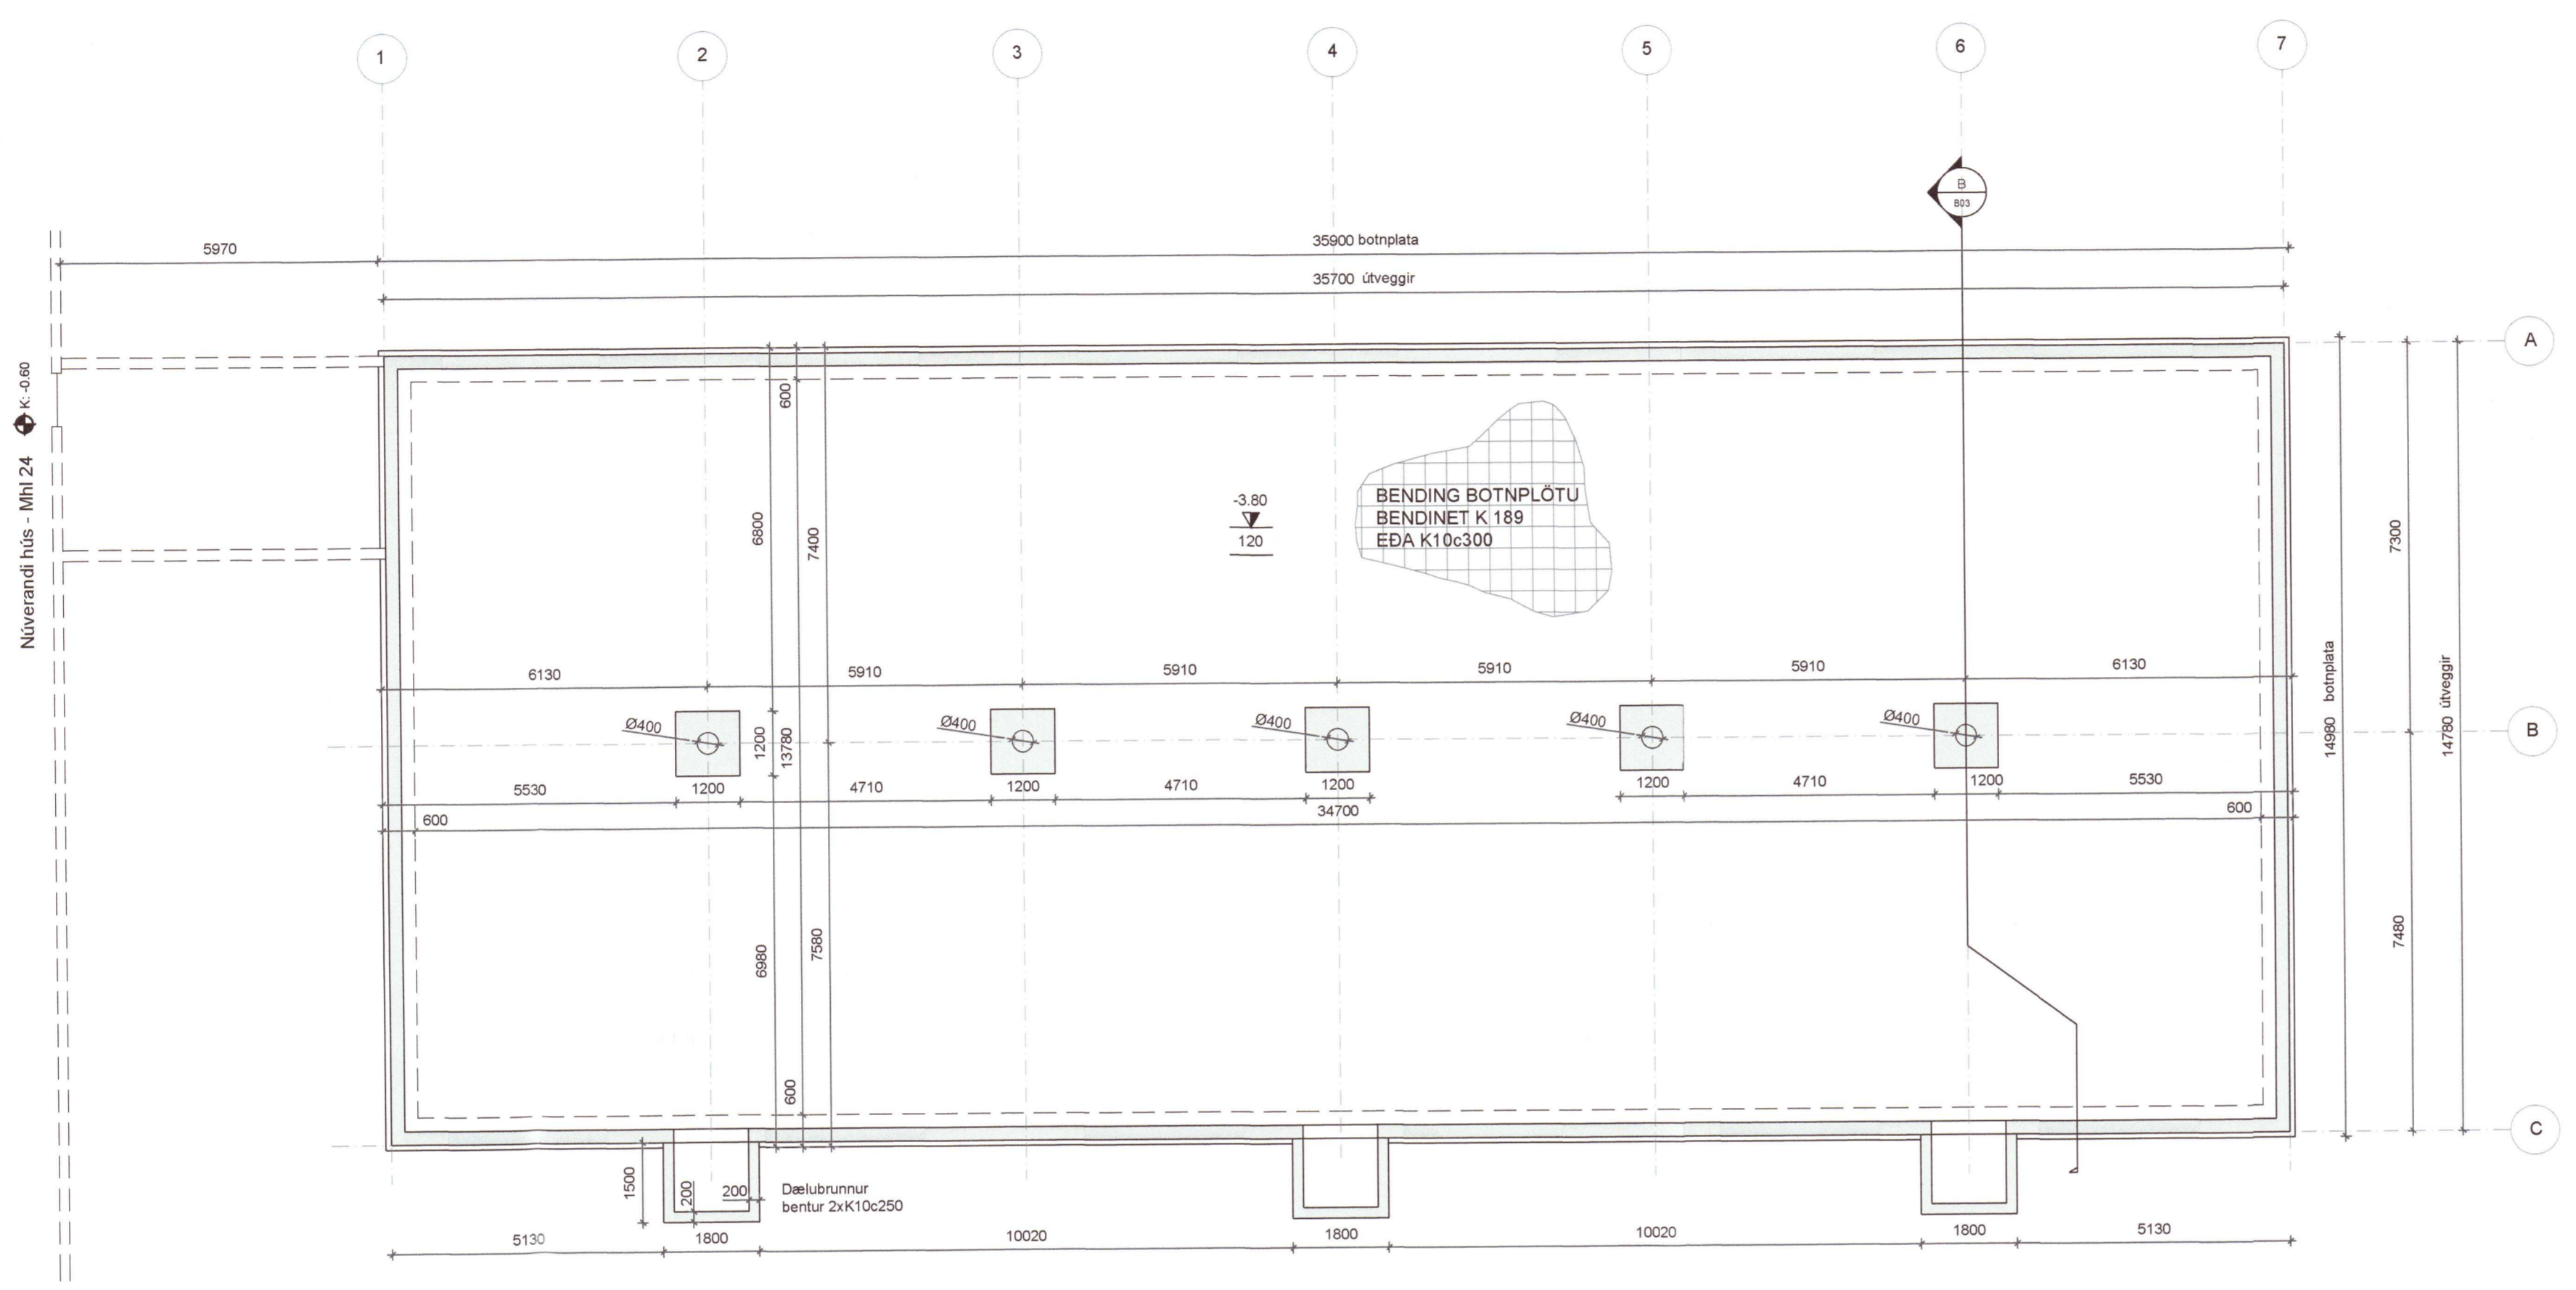 1
2
3
4
5
6
7
B
B03
5970
35900 botnplata
35700 útveggir
A
Núverandi hús - Mhl 24
K: -0.60
600
6800
7400
-3.80
120
BENDING BOTNPLÖTU
BENDINET K 189
EÐA K10c300
7300
14980 botnplata
14780 útveggir
6130
5910
5910
5910
5910
6130
Ø400
Ø400
Ø400
Ø400
Ø400
B
1200
13780
5530
1200
4710
1200
4710
1200
1200
4710
1200
5530
600
34700
600
6980
7580
7480
600
C
1500
200
200
Dælubrunnur
bentur 2xK10c250
5130
1800
10020
1800
10020
1800
5130